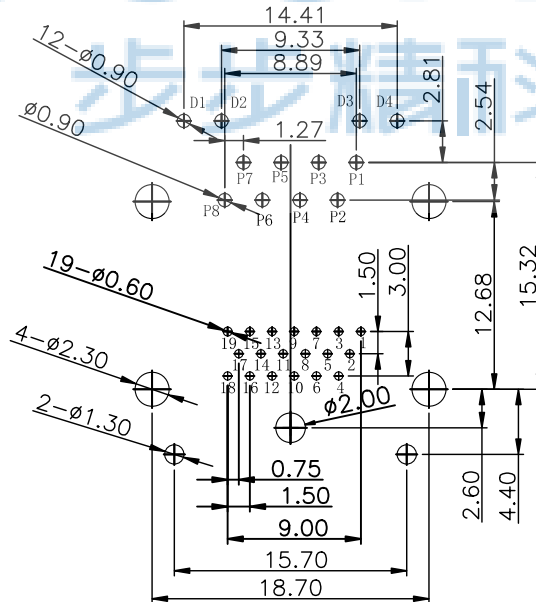 14.41
9.33
8.89
步步精科
12-ø0.90
D1 D2 D3 D4
2.81
2.54
ø0.90
1.27
P7 P5 P3 P1
P8 P6 P4 P2
15.32
12.68
1.50
3.00
19-ø0.60
19 15 13 9 7 3 1
17 14 11 8 5 2
18 16 12 10 6 4
4-ø2.30
ø2.00
2-ø1.30
0.75
1.50
9.00
2.60
4.40
15.70
18.70